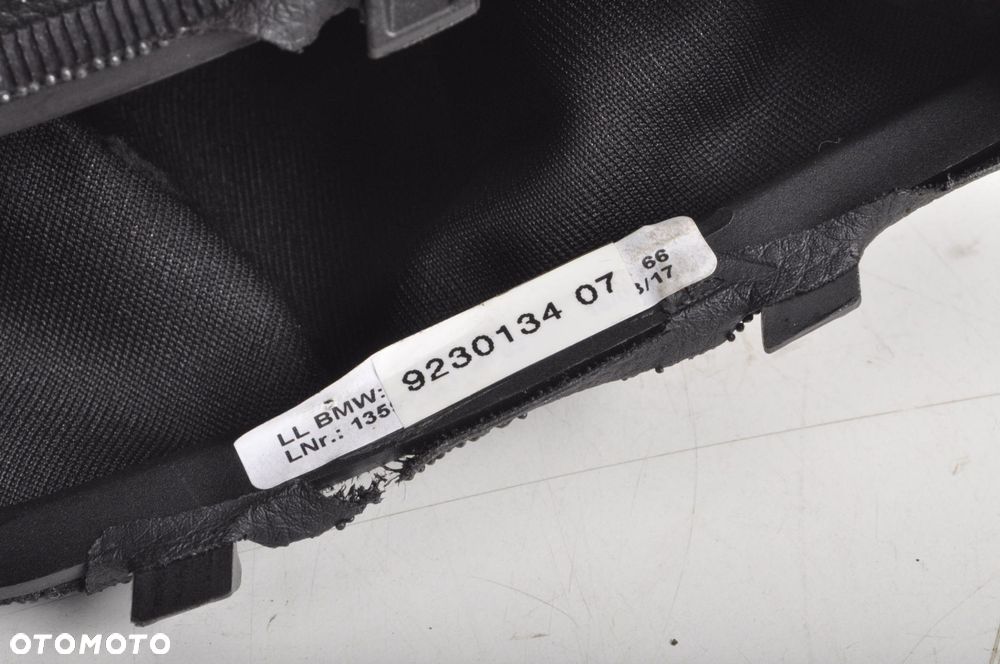 9230134 07
LL BMW:
66
LNr.: 135
/17
OTOMOTO